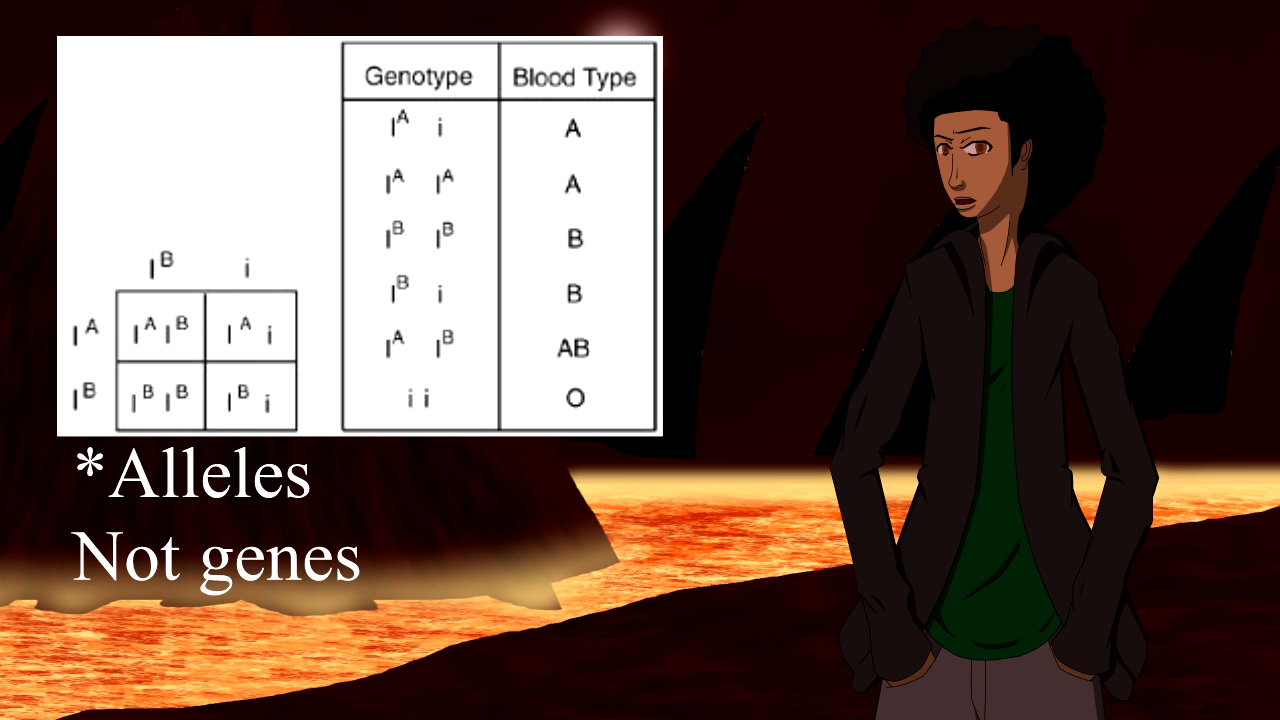 Genotype Blood Type
I^A i A
I^A I^A A
I^B I^B B
I^B i B
I^A I^B AB
i i O
I^B i
I^A I^A I^B I^A i
I^B I^B I^B I^B i
*Alleles
Not genes